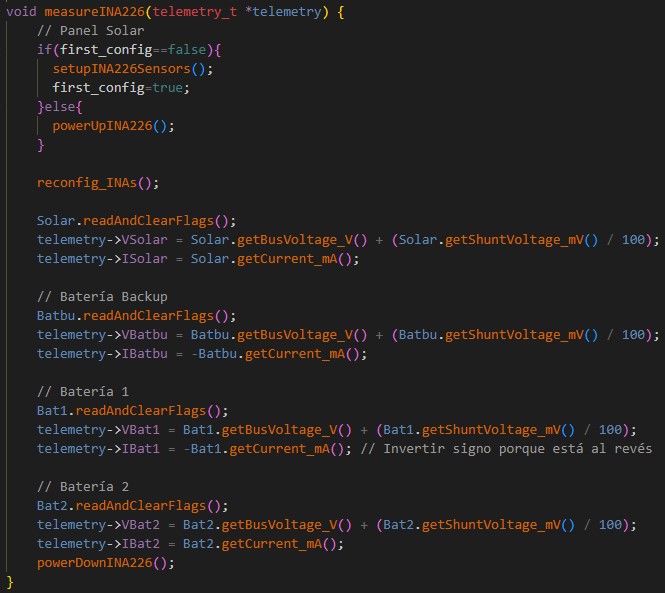 void measureINA226(telemetry_t *telemetry) {
// Panel Solar
if(first_config==false){
setupINA226Sensors();
first_config=true;
}else{
powerUpINA226();
}
reconfig_INAs();
Solar.readAndClearFlags();
telemetry->VSolar = Solar.getBusVoltage_V() + (Solar.getShuntVoltage_mV() / 100);
telemetry->ISolar = Solar.getCurrent_mA();
// Batería Backup
Batbu.readAndClearFlags();
telemetry->VBatbu = Batbu.getBusVoltage_V() + (Batbu.getShuntVoltage_mV() / 100);
telemetry->IBatbu = -Batbu.getCurrent_mA();
// Batería 1
Bat1.readAndClearFlags();
telemetry->VBat1 = Bat1.getBusVoltage_V() + (Bat1.getShuntVoltage_mV() / 100);
telemetry->IBat1 = -Bat1.getCurrent_mA(); // Invertir signo porque está al revés
// Batería 2
Bat2.readAndClearFlags();
telemetry->VBat2 = Bat2.getBusVoltage_V() + (Bat2.getShuntVoltage_mV() / 100);
telemetry->IBat2 = Bat2.getCurrent_mA();
powerDownINA226();
}